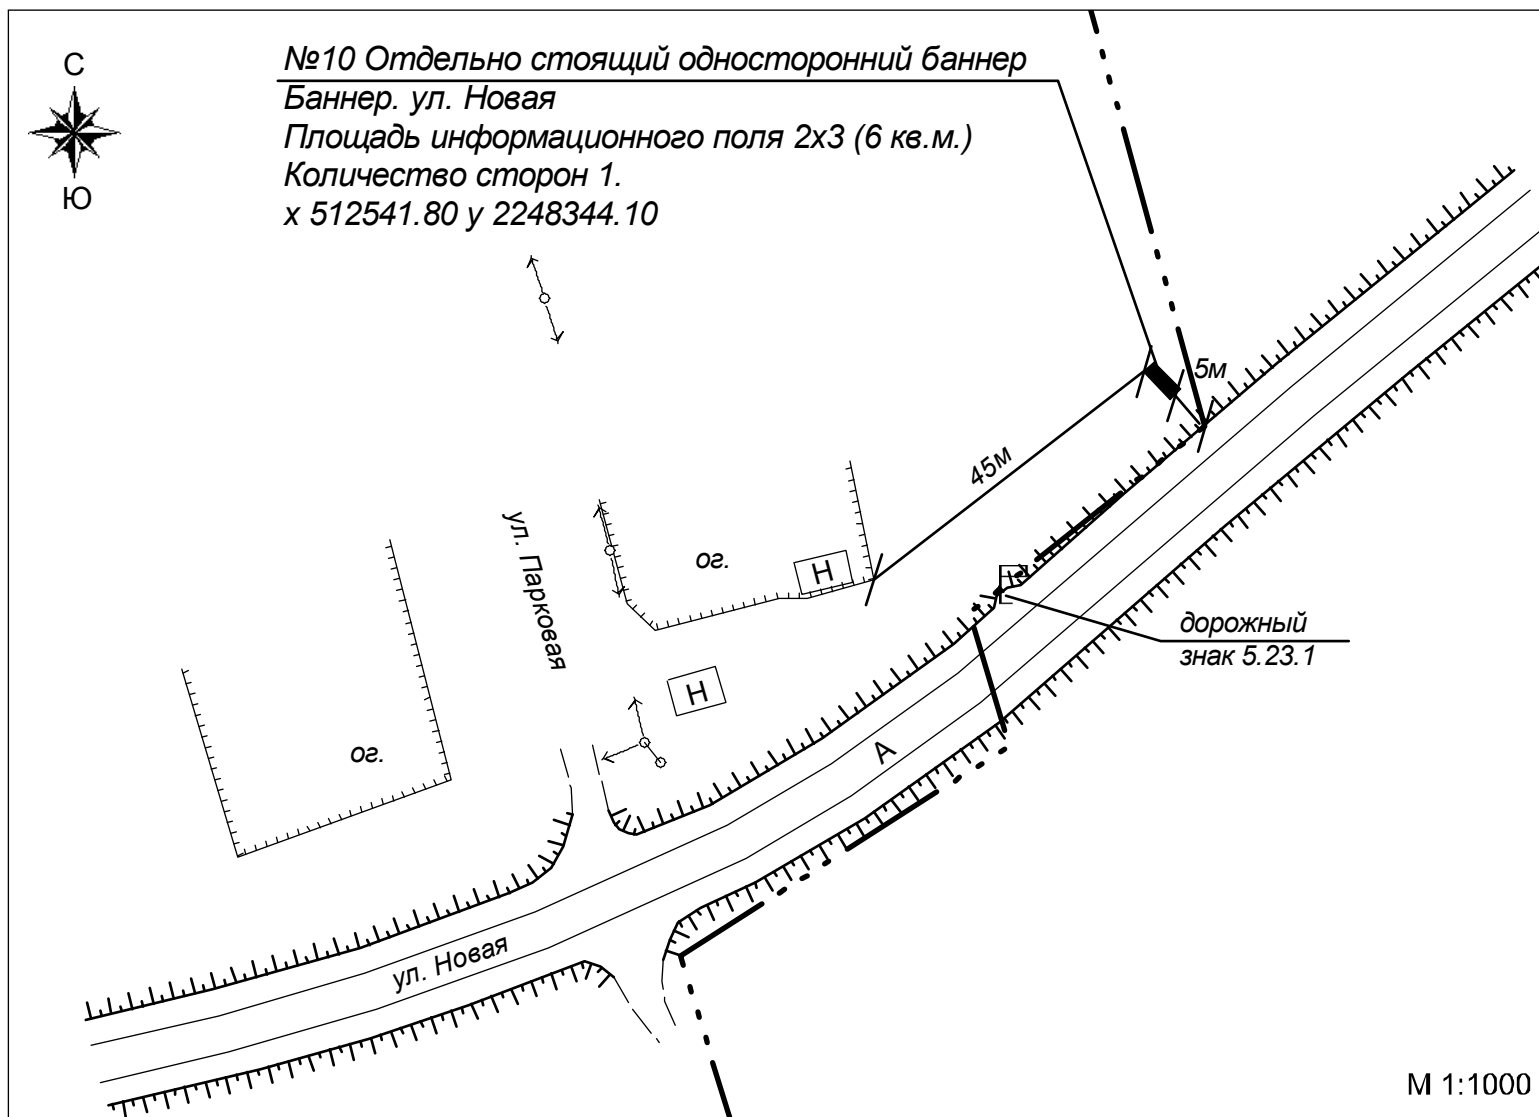 С
Ю
№10 Отдельно стоящий односторонний баннер
Баннер. ул. Новая
Площадь информационного поля 2х3 (6 кв.м.)
Количество сторон 1.
х 512541.80 у 2248344.10
5м
45м
ул. Парковая
ог.
Н
дорожный
знак 5.23.1
Н
ог.
А
ул. Новая
М 1:1000